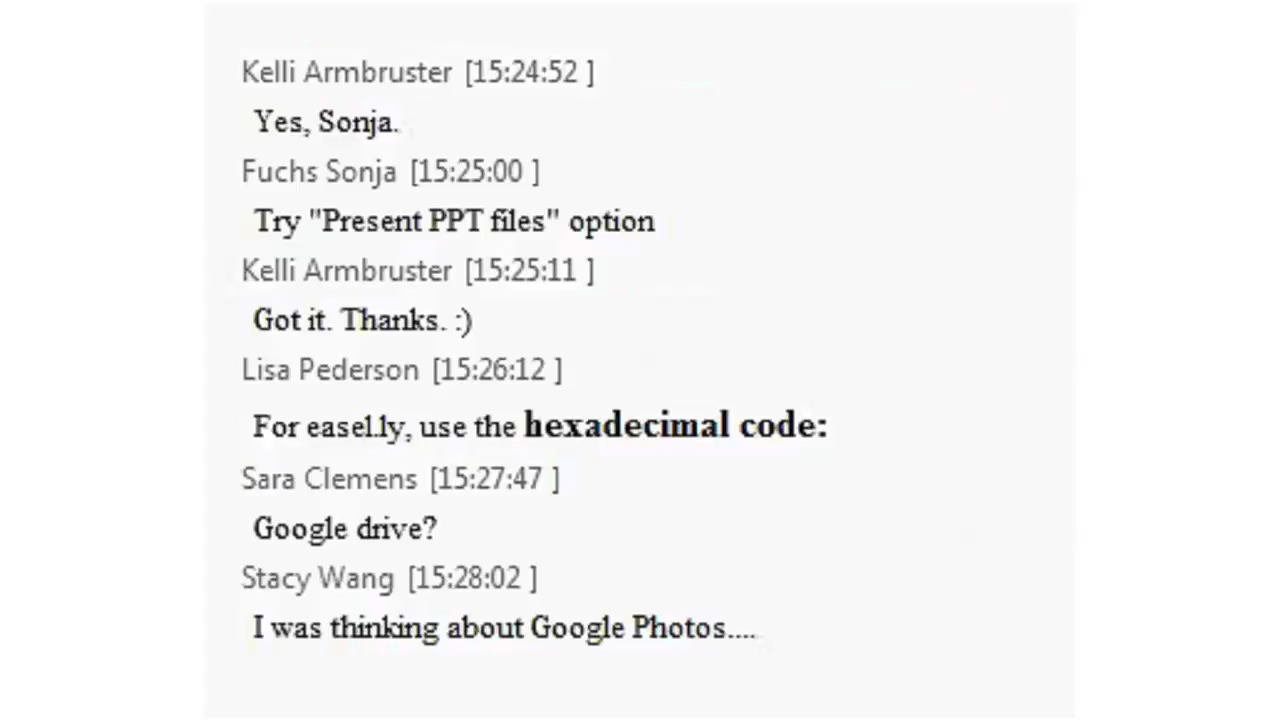 Kelli Armbruster [15:24:52 ]
Yes, Sonja.
Fuchs Sonja [15:25:00 ]
Try "Present PPT files" option
Kelli Armbruster [15:25:11 ]
Got it. Thanks. :)
Lisa Pederson [15:26:12 ]
For easel.ly, use the hexadecimal code:
Sara Clemens [15:27:47 ]
Google drive?
Stacy Wang [15:28:02 ]
I was thinking about Google Photos....